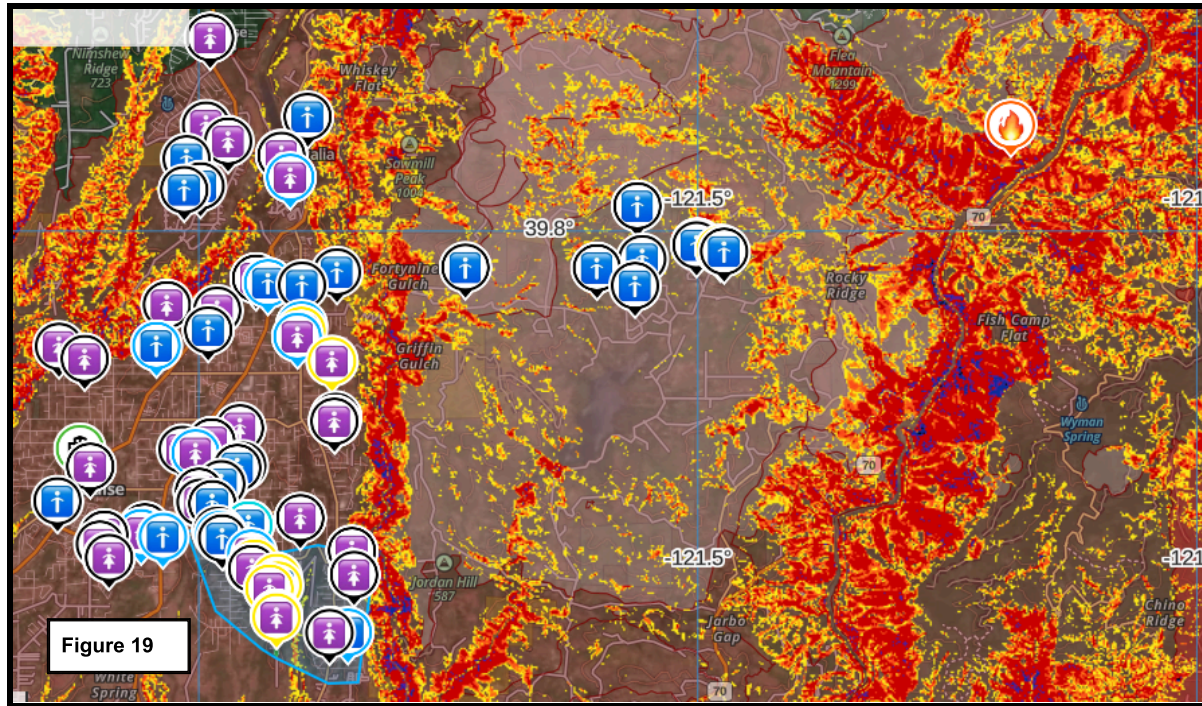 Nimshew
Ridge
723
Whiskey
Flat
Flea
Mountain
1299
Sawmill
Peak
1004
-121.5°
-121
39.8°
70
Fortynine
Gulch
Rocky
Ridge
Griffin
Gulch
Fish Camp
Flat
Wyman
Spring
70
-121.5°
-121
Jordan Hill
587
Jarbo
Gap
Chino
Ridge
Figure 19
White
Spring
70